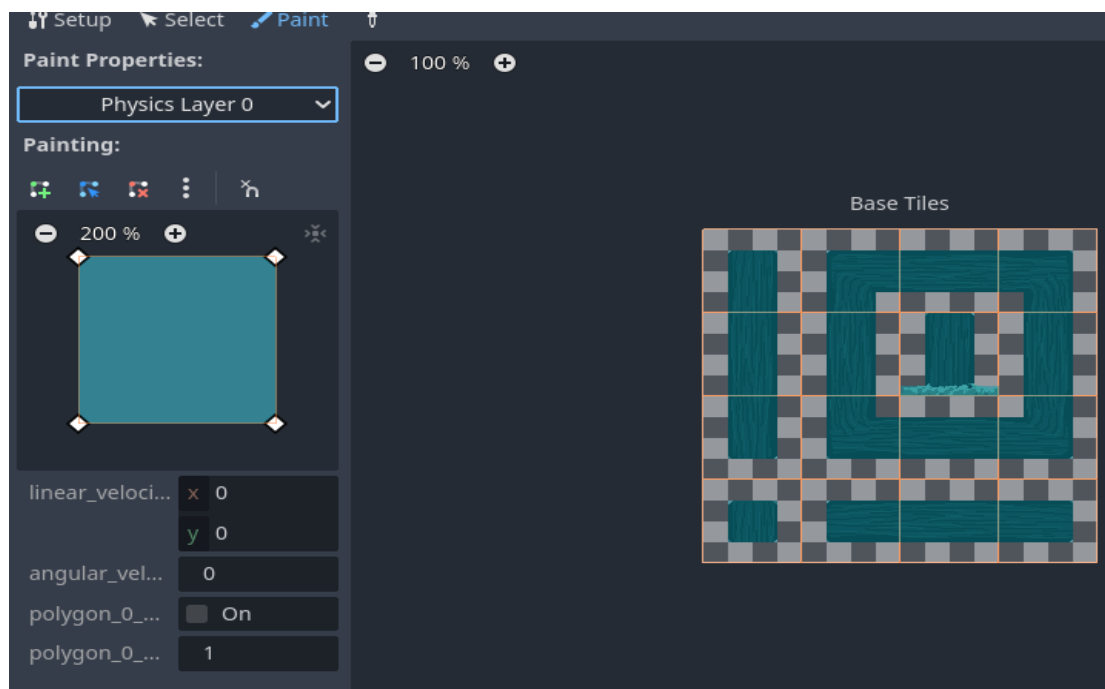 Setup Select Paint
Paint Properties:
100 %
Physics Layer 0
Painting:
Base Tiles
200 %
linear_veloci... x 0
y 0
angular_vel... 0
polygon_0_... On
polygon_0_... 1